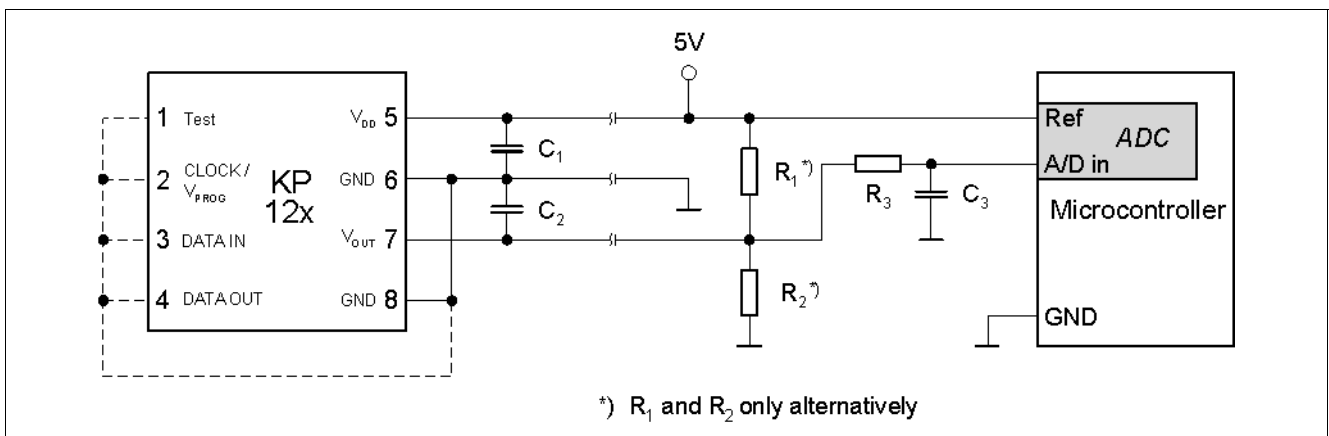 5V
1 Test
2 CLOCK / V_PROG
3 DATA IN
4 DATA OUT
KP
12x
V_DD 5
GND 6
V_OUT 7
GND 8
C_1
C_2
R_1 *)
R_2 *)
R_3
C_3
Ref
ADC
A/D in
Microcontroller
GND
*) R_1 and R_2 only alternatively